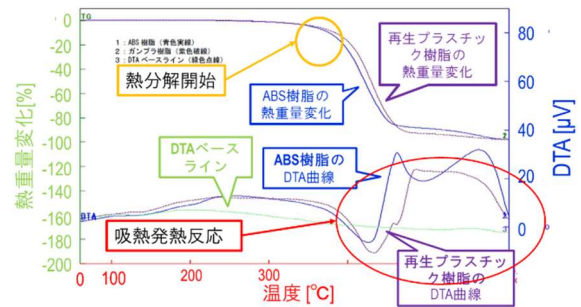 TG
0
-20
-40
-60
-80
-100
-120
-140
-160
-180
-200
熱重量変化[%]
1 : ABS 樹脂 (青色実線)
2 : ガンプラ樹脂 (紫色破線)
3 : DTA ベースライン (緑色点線)
熱分解開始
ABS樹脂の
熱重量変化
再生プラスチッ
ク樹脂の
熱重量変化
DTAベース
ライン
ABS樹脂の
DTA曲線
DTA
吸熱発熱反応
再生プラスチッ
ク樹脂の
DTA曲線
80
60
40
20
0
DTA [μV]
2
3
0
100
200
300
温度 [℃]